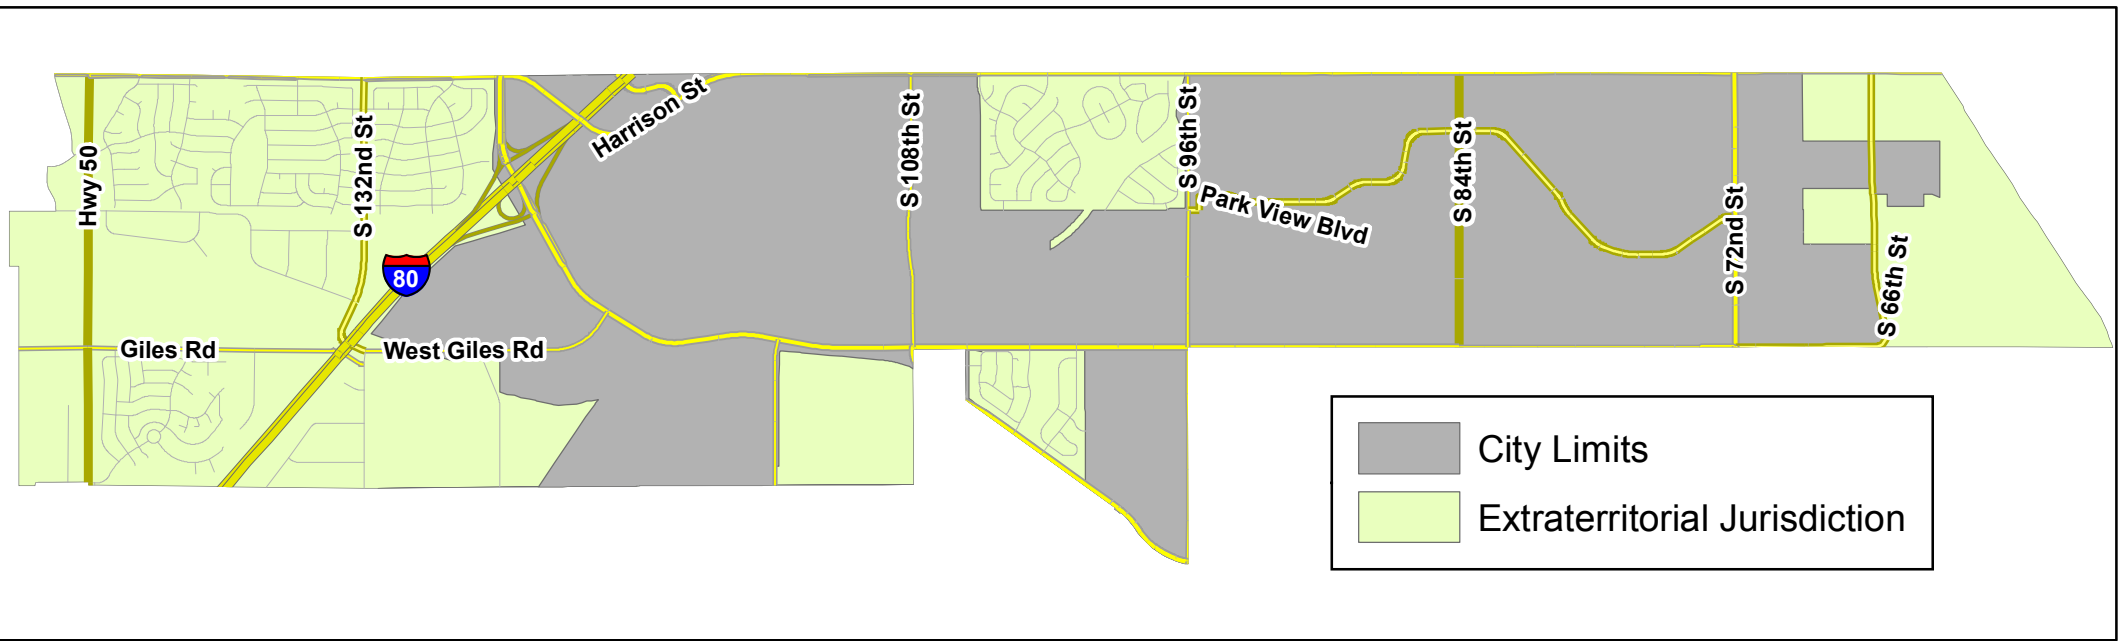 Hwy 50
S 132nd St
Harrison St
S 108th St
S 96th St
Park View Blvd
S 84th St
S 72nd St
S 66th St
80
Giles Rd
West Giles Rd
City Limits
Extraterritorial Jurisdiction